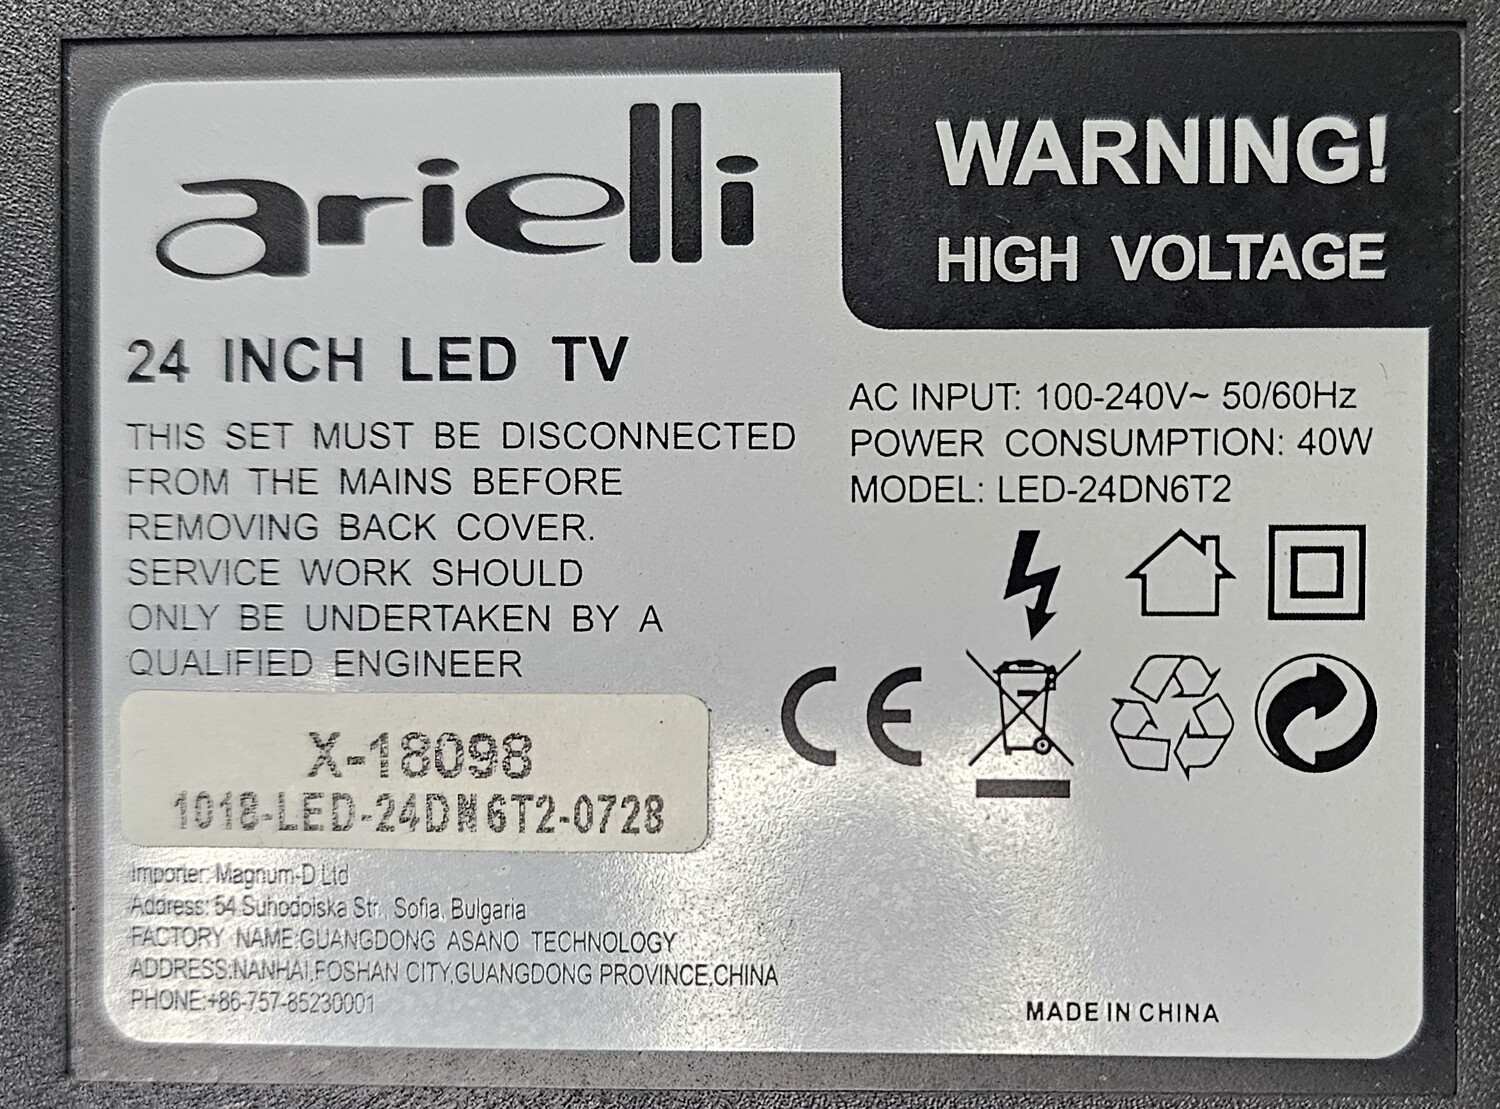 arielli
WARNING!
HIGH VOLTAGE
24 INCH LED TV
THIS SET MUST BE DISCONNECTED
FROM THE MAINS BEFORE
REMOVING BACK COVER.
SERVICE WORK SHOULD
ONLY BE UNDERTAKEN BY A
QUALIFIED ENGINEER
AC INPUT: 100-240V~ 50/60Hz
POWER CONSUMPTION: 40W
MODEL: LED-24DN6T2
CE
X-18098
1018-LED-24DN6T2-0728
Importer: Magnum-D Ltd
Address: 54 Suhodolska Str., Sofia, Bulgaria
FACTORY NAME:GUANGDONG ASANO TECHNOLOGY
ADDRESS:NANHAI,FOSHAN CITY,GUANGDONG PROVINCE,CHINA
PHONE:+86-757-85230001
MADE IN CHINA